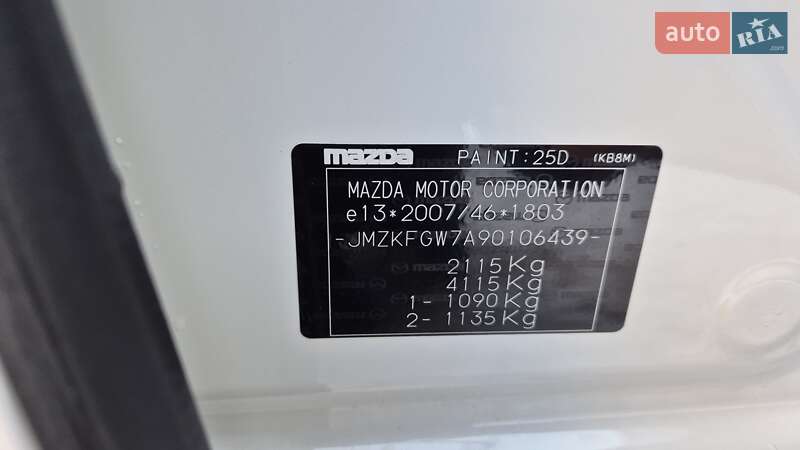 auto RIA.com
mazda PAINT:25D (KB8M)
MAZDA MOTOR CORPORATION
e13*2007/46*1803
-JMZKFGW7A90106439-
2115Kg
4115Kg
1- 1090Kg
2- 1135Kg